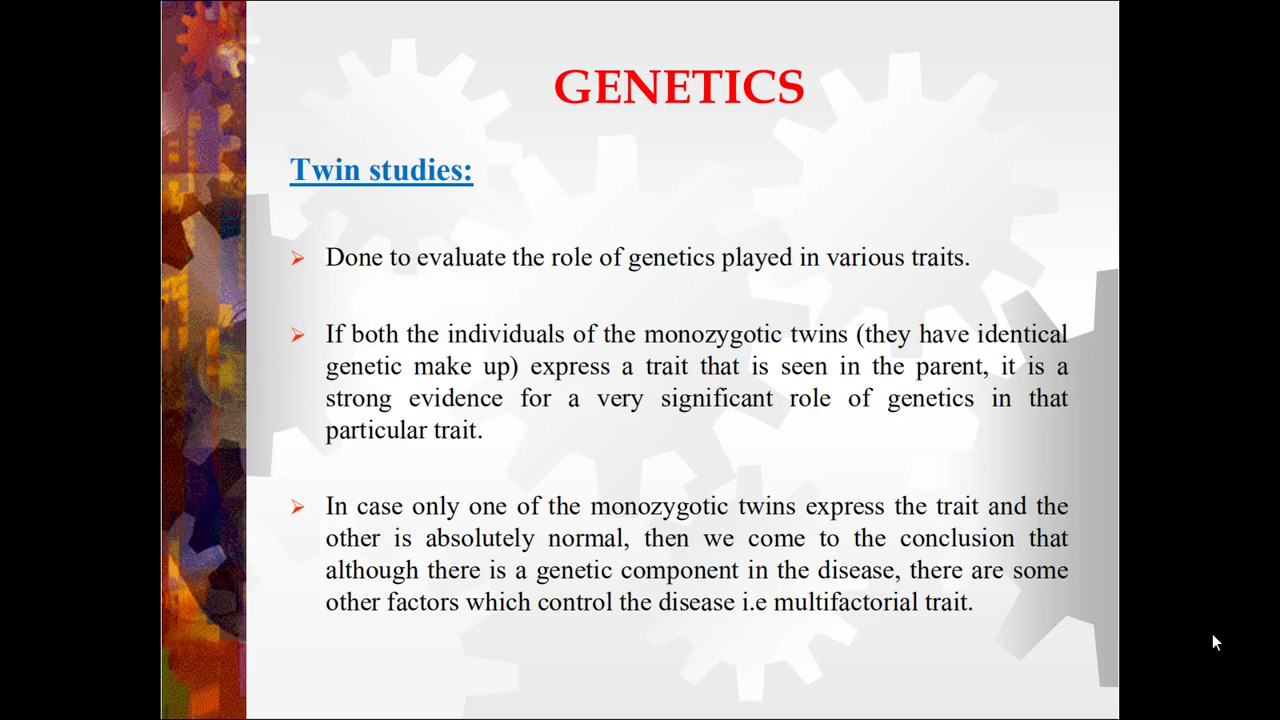 GENETICS
Twin studies:
Done to evaluate the role of genetics played in various traits.
If both the individuals of the monozygotic twins (they have identical
genetic make up) express a trait that is seen in the parent, it is a
strong evidence for a very significant role of genetics in that
particular trait.
In case only one of the monozygotic twins express the trait and the
other is absolutely normal, then we come to the conclusion that
although there is a genetic component in the disease, there are some
other factors which control the disease i.e multifactorial trait.